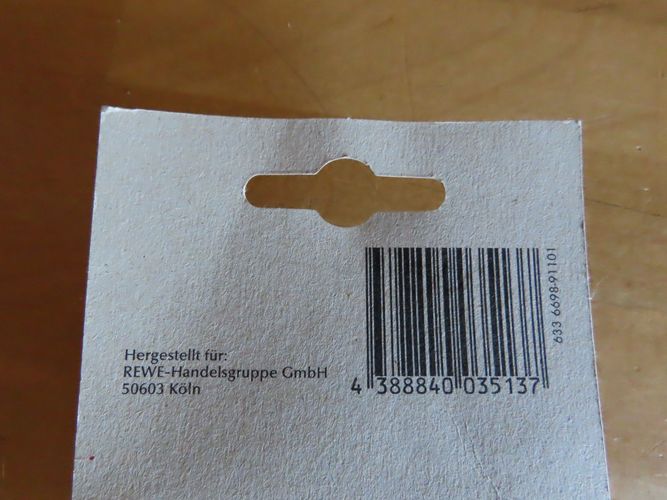 Hergestellt für:
REWE-Handelsgruppe GmbH
50603 Köln
4 388840 035137
633 6698-91101